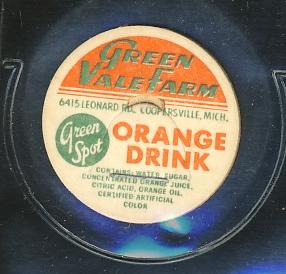 GREEN
VALE FARM
6415 LEONARD RD. COOPERSVILLE, MICH.
Green
Spot
ORANGE
DRINK
CONTAINS: WATER, SUGAR,
CONCENTRATED ORANGE JUICE,
CITRIC ACID, ORANGE OIL,
CERTIFIED ARTIFICIAL
COLOR